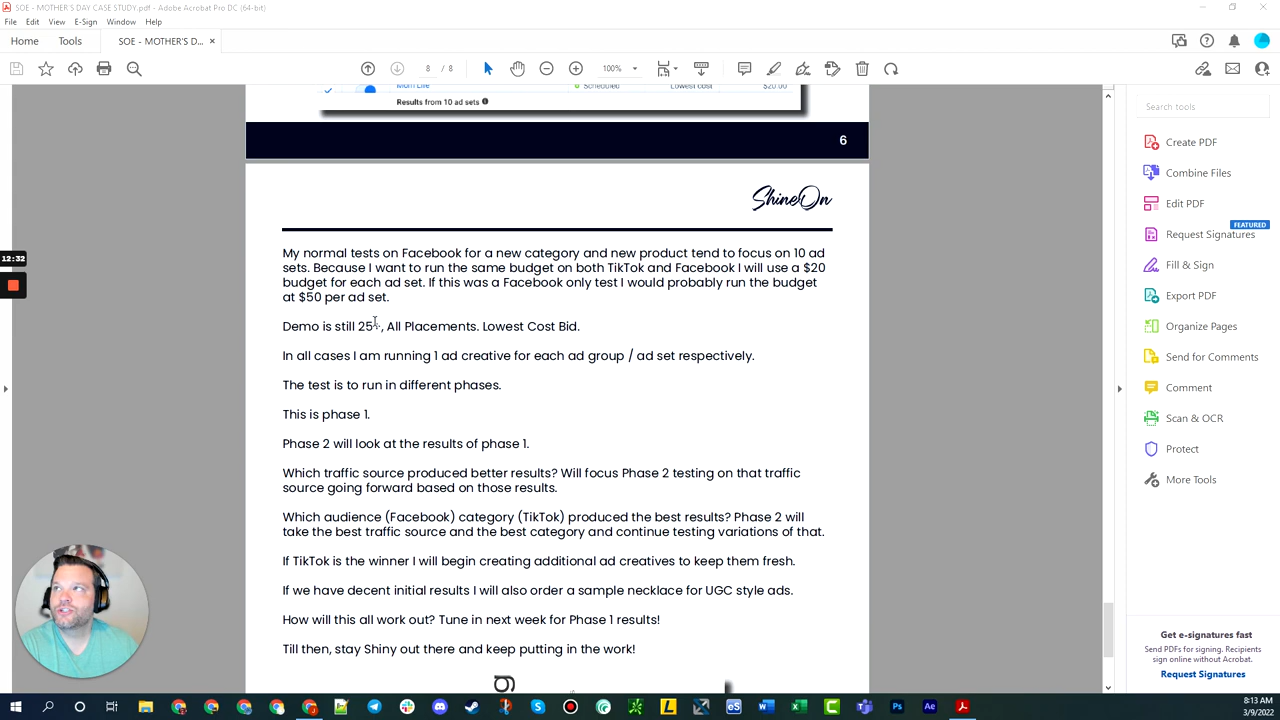 SOE - MOTHER'S DAY CASE STUDY.pdf - Adobe Acrobat Pro DC (64-bit)
File Edit View E-Sign Window Help
Home Tools SOE - MOTHER'S D... ×
8 / 8 100%
Search tools
Mom Life Scheduled Lowest cost $20.00
Results from 10 ad sets
6
ShineOn
My normal tests on Facebook for a new category and new product tend to focus on 10 ad
sets. Because I want to run the same budget on both TikTok and Facebook I will use a $20
budget for each ad set. If this was a Facebook only test I would probably run the budget
at $50 per ad set.
Demo is still 25+, All Placements. Lowest Cost Bid.
In all cases I am running 1 ad creative for each ad group / ad set respectively.
The test is to run in different phases.
This is phase 1.
Phase 2 will look at the results of phase 1.
Which traffic source produced better results? Will focus Phase 2 testing on that traffic
source going forward based on those results.
Which audience (Facebook) category (TikTok) produced the best results? Phase 2 will
take the best traffic source and the best category and continue testing variations of that.
If TikTok is the winner I will begin creating additional ad creatives to keep them fresh.
If we have decent initial results I will also order a sample necklace for UGC style ads.
How will this all work out? Tune in next week for Phase 1 results!
Till then, stay Shiny out there and keep putting in the work!
12:32
Create PDF
Combine Files
Edit PDF
FEATURED
Request Signatures
Fill & Sign
Export PDF
Organize Pages
Send for Comments
Comment
Scan & OCR
Protect
More Tools
Get e-signatures fast
Send PDFs for signing. Recipients
sign online without Acrobat.
Request Signatures
8:13 AM
3/9/2022